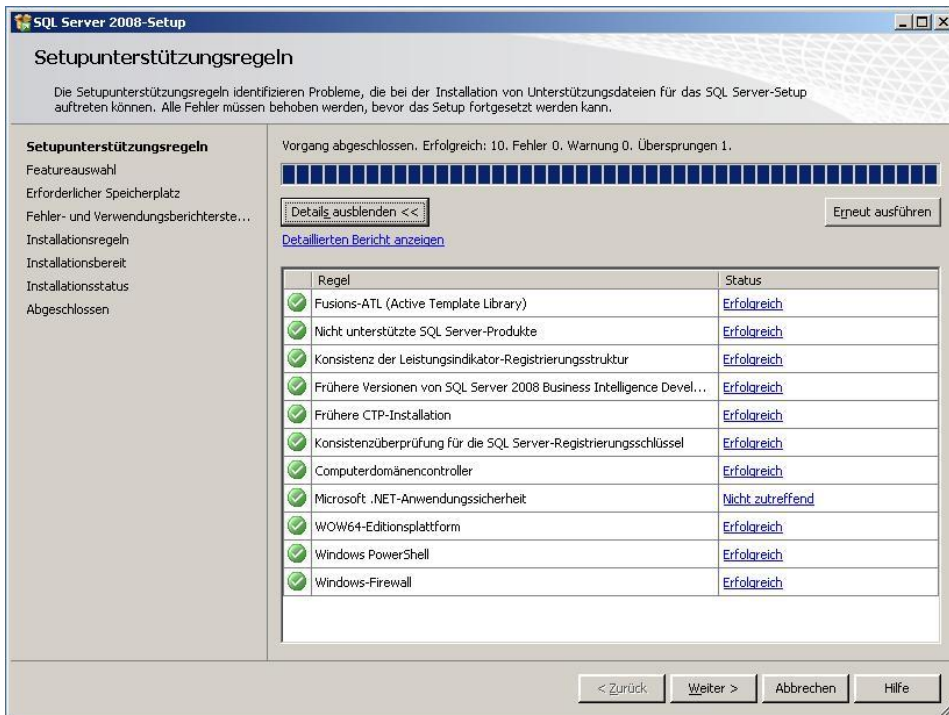 SQL Server 2008-Setup
Setupunterstützungsregeln
Die Setupunterstützungsregeln identifizieren Probleme, die bei der Installation von Unterstützungsdateien für das SQL Server-Setup
auftreten können. Alle Fehler müssen behoben werden, bevor das Setup fortgesetzt werden kann.
Setupunterstützungsregeln
Featureauswahl
Erforderlicher Speicherplatz
Fehler- und Verwendungsberichterste...
Installationsregeln
Installationsbereit
Installationsstatus
Abgeschlossen
Vorgang abgeschlossen. Erfolgreich: 10. Fehler 0. Warnung 0. Übersprungen 1.
Details ausblenden <<
Erneut ausführen
Detaillierten Bericht anzeigen
Regel Status
Fusions-ATL (Active Template Library) Erfolgreich
Nicht unterstützte SQL Server-Produkte Erfolgreich
Konsistenz der Leistungsindikator-Registrierungsstruktur Erfolgreich
Frühere Versionen von SQL Server 2008 Business Intelligence Devel... Erfolgreich
Frühere CTP-Installation Erfolgreich
Konsistenzüberprüfung für die SQL Server-Registrierungsschlüssel Erfolgreich
Computerdomänencontroller Erfolgreich
Microsoft .NET-Anwendungssicherheit Nicht zutreffend
WOW64-Editionsplattform Erfolgreich
Windows PowerShell Erfolgreich
Windows-Firewall Erfolgreich
< Zurück Weiter > Abbrechen Hilfe